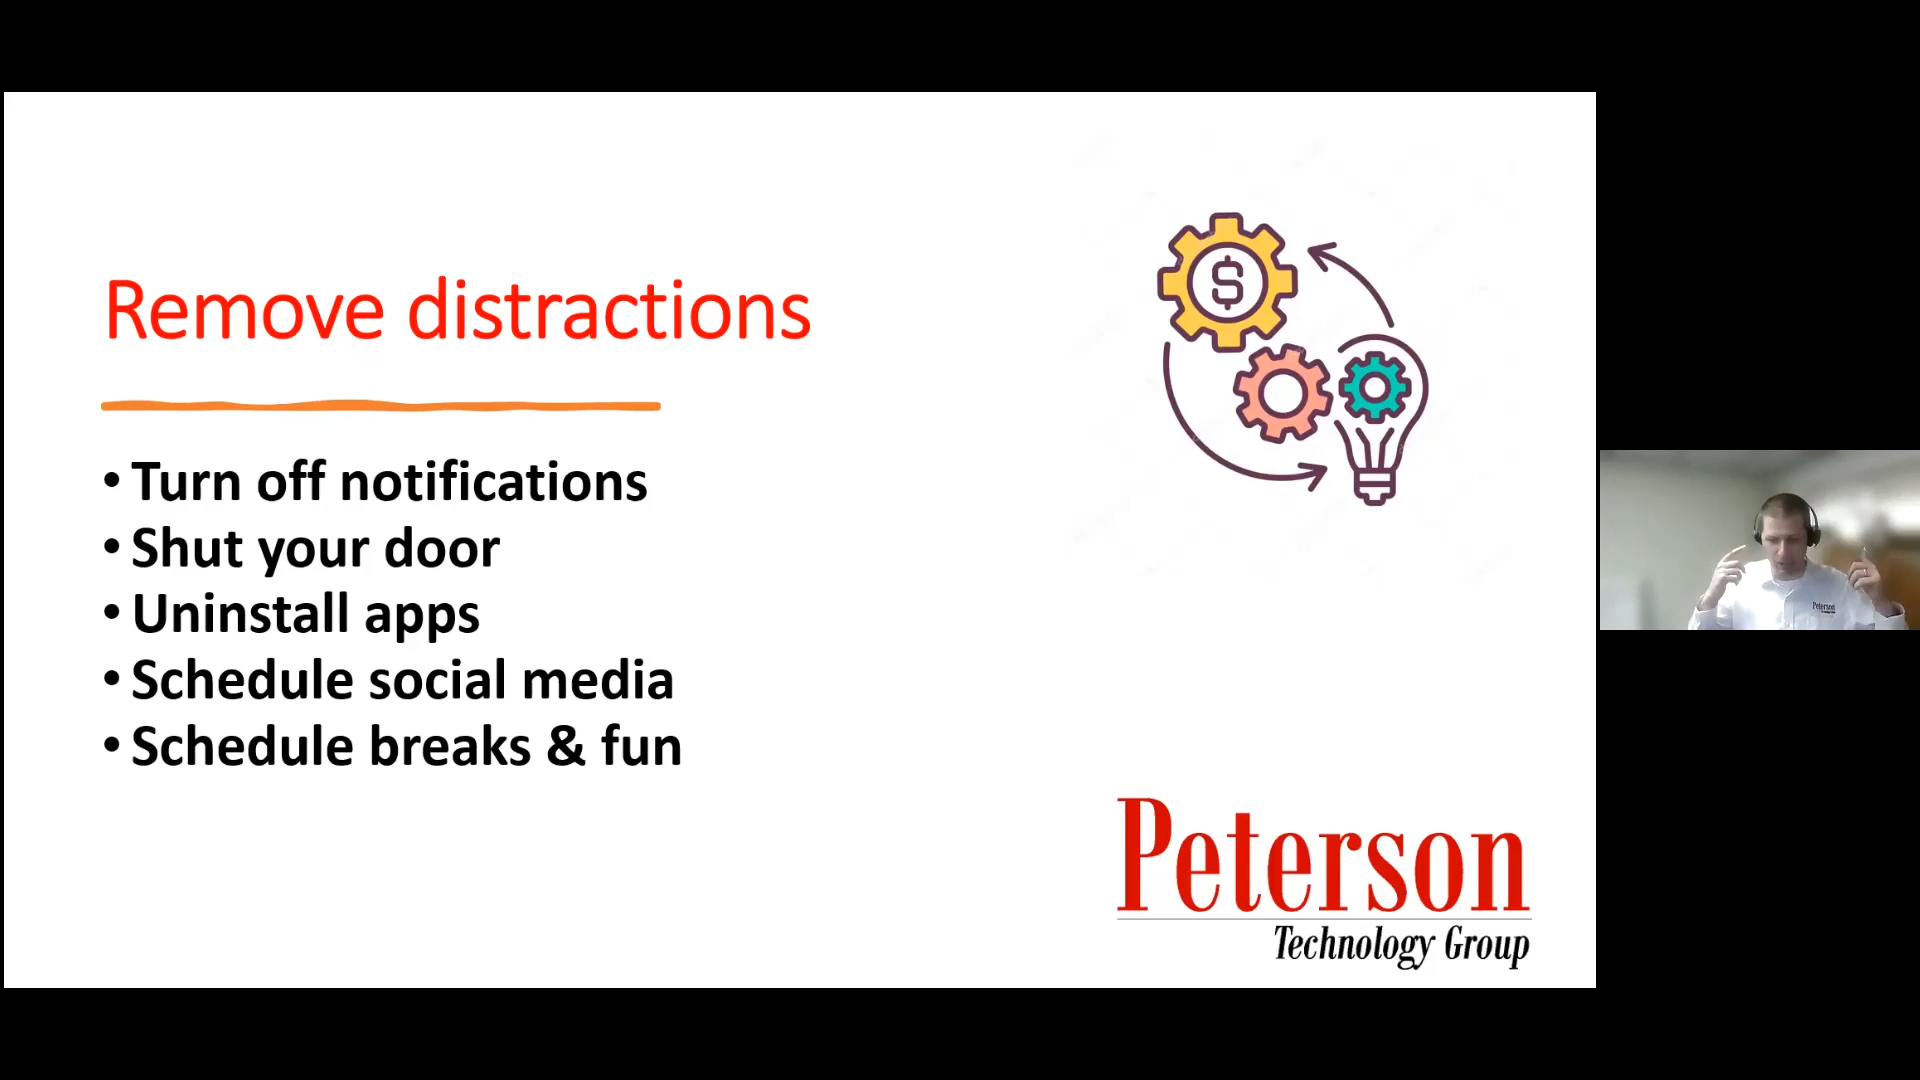 Remove distractions
• Turn off notifications
• Shut your door
• Uninstall apps
• Schedule social media
• Schedule breaks & fun
$
Peterson
Technology Group
Peterson